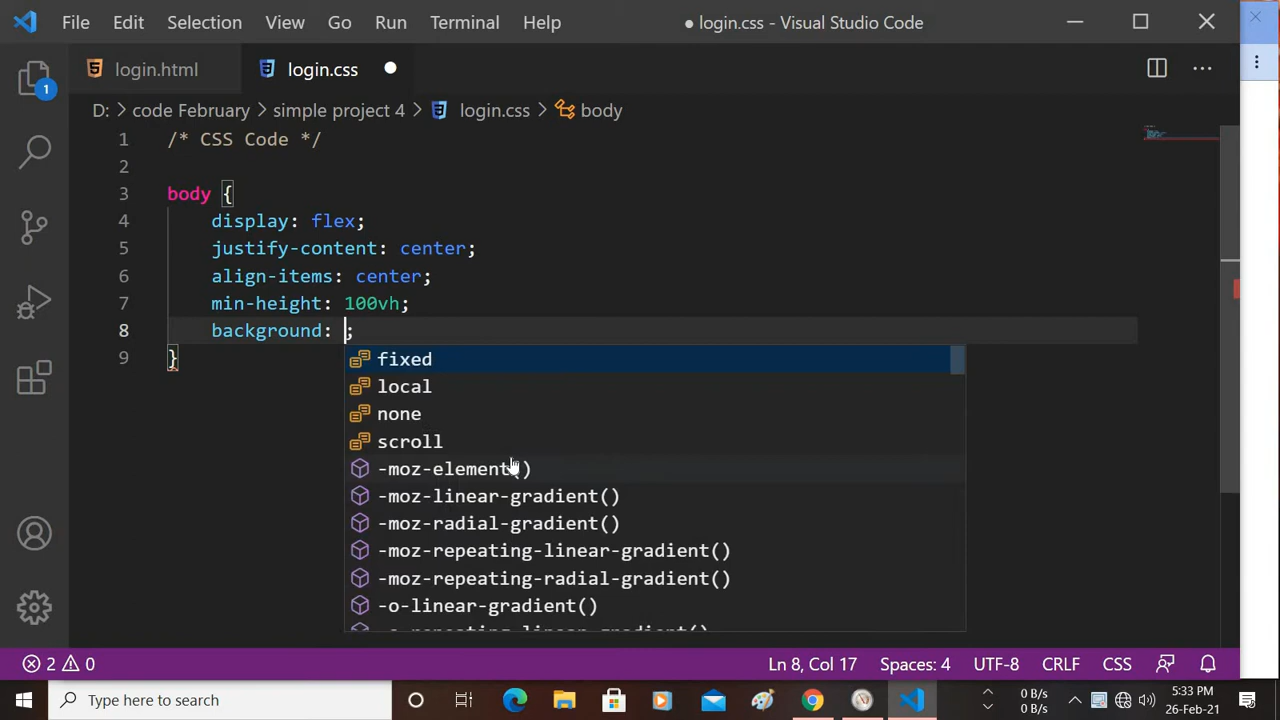 File Edit Selection View Go Run Terminal Help ● login.css - Visual Studio Code
login.html login.css
D: > code February > simple project 4 > login.css > body
1 /* CSS Code */
2
3 body {
4 display: flex;
5 justify-content: center;
6 align-items: center;
7 min-height: 100vh;
8 background: ;
9 }
fixed
local
none
scroll
-moz-element()
-moz-linear-gradient()
-moz-radial-gradient()
-moz-repeating-linear-gradient()
-moz-repeating-radial-gradient()
-o-linear-gradient()
1
2 0 Ln 8, Col 17 Spaces: 4 UTF-8 CRLF CSS
Type here to search
0 B/s
0 B/s
5:33 PM
26-Feb-21